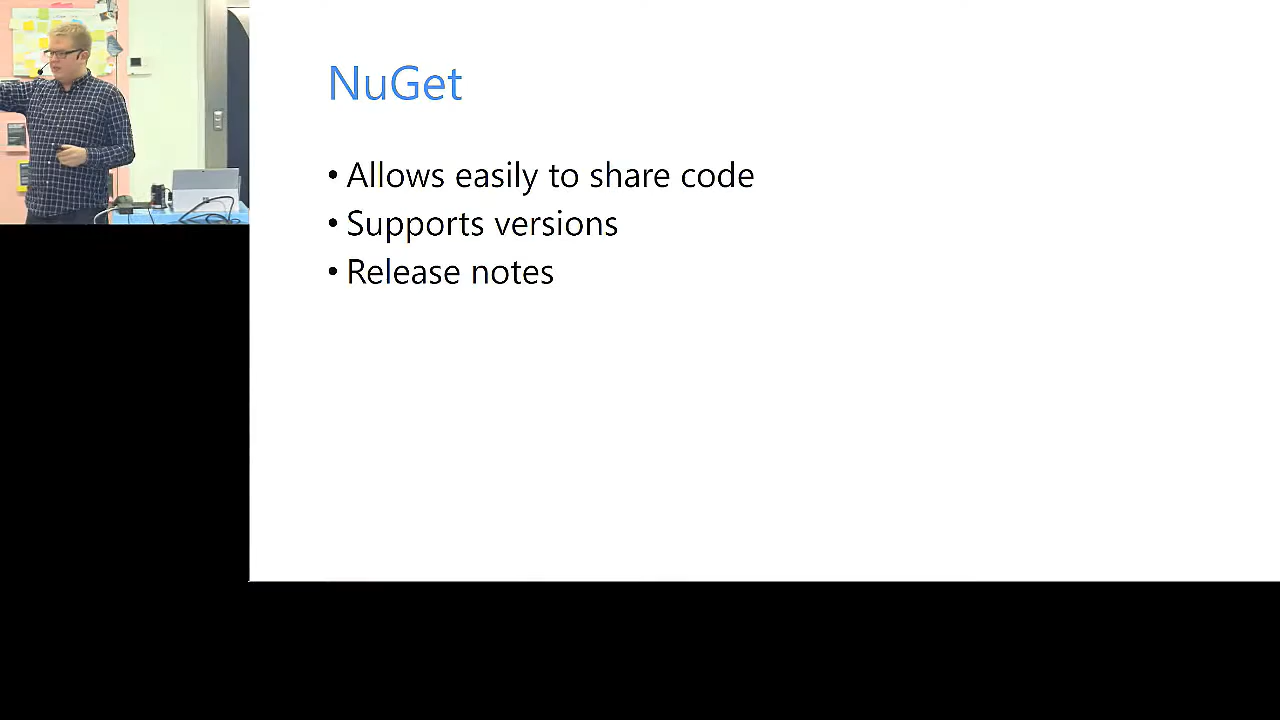 NuGet
• Allows easily to share code
• Supports versions
• Release notes